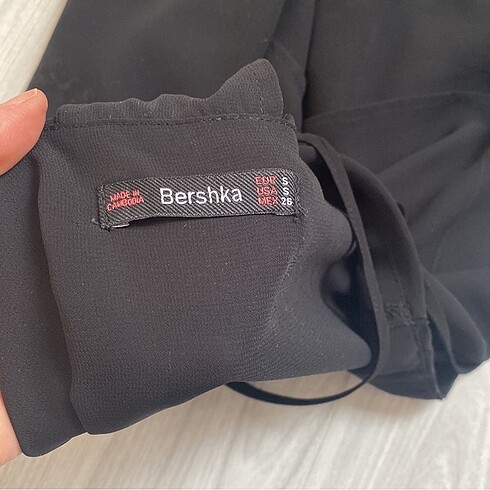 MADE IN
CAMBODIA
Bershka
EUR S
USA S
MEX 26